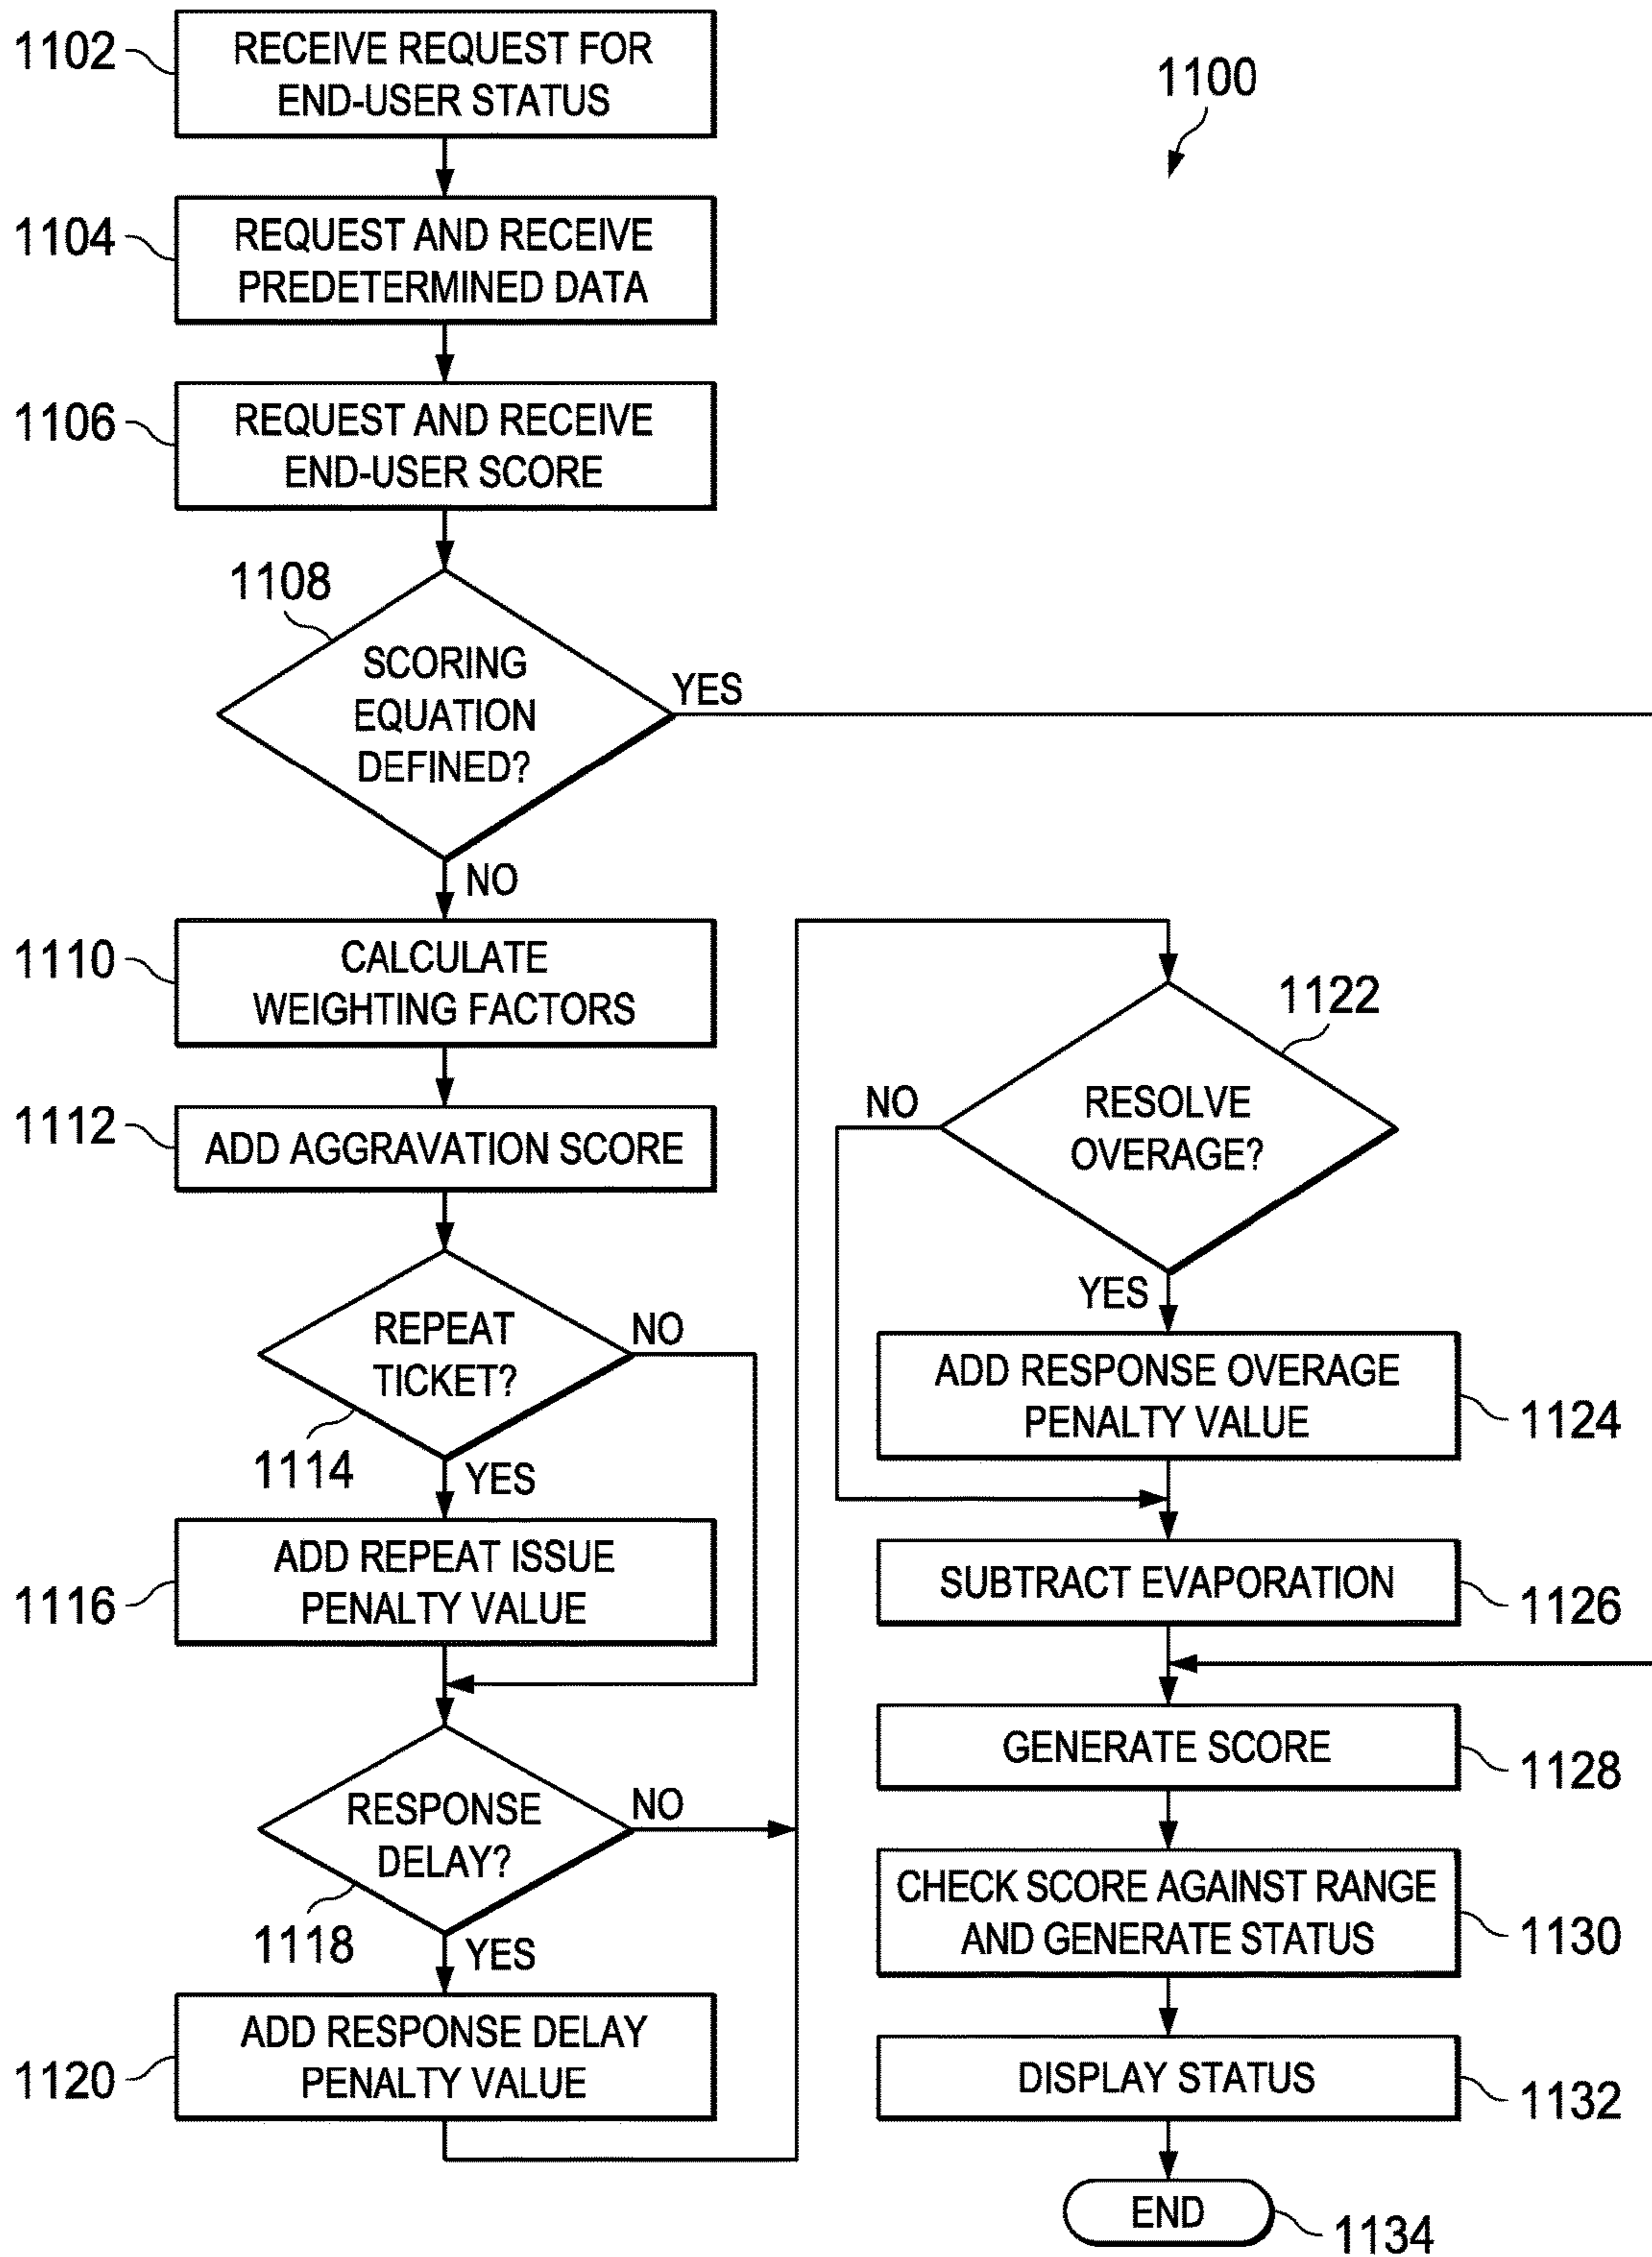 1100
1102
RECEIVE REQUEST FOR
END-USER STATUS
1104
REQUEST AND RECEIVE
PREDETERMINED DATA
1106
REQUEST AND RECEIVE
END-USER SCORE
1108
SCORING
EQUATION
DEFINED?
YES
NO
1110
CALCULATE
WEIGHTING FACTORS
1112
ADD AGGRAVATION SCORE
REPEAT
TICKET?
NO
1114
YES
1116
ADD REPEAT ISSUE
PENALTY VALUE
RESPONSE
DELAY?
NO
1118
YES
1120
ADD RESPONSE DELAY
PENALTY VALUE
1122
RESOLVE
OVERAGE?
NO
YES
ADD RESPONSE OVERAGE
PENALTY VALUE
1124
SUBTRACT EVAPORATION
1126
GENERATE SCORE
1128
CHECK SCORE AGAINST RANGE
AND GENERATE STATUS
1130
DISPLAY STATUS
1132
END
1134